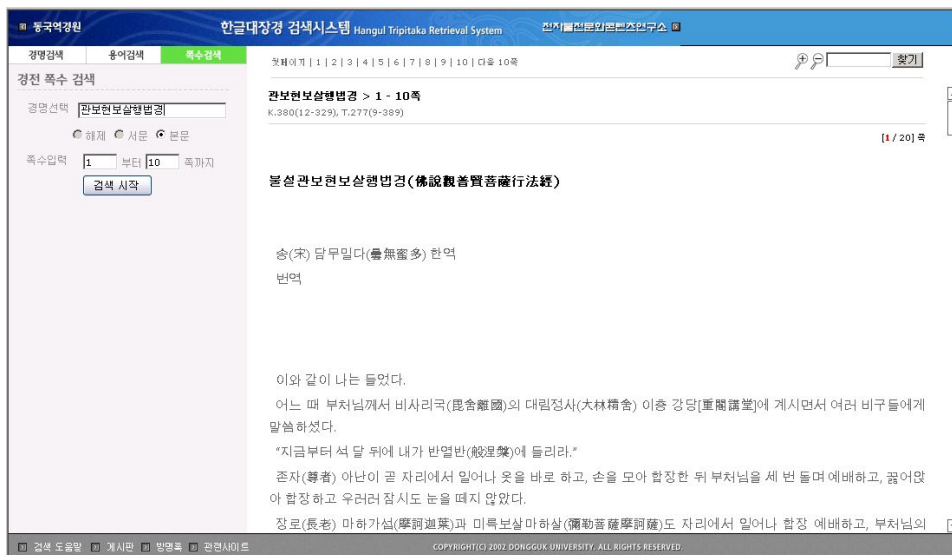 동국역경원
한글대장경 검색시스템 Hangul Tripitaka Retrieval System
전자불전문화콘텐츠연구소
경명검색 용어검색 쪽수검색
첫페이지 | 1 | 2 | 3 | 4 | 5 | 6 | 7 | 8 | 9 | 10 | 다음 10쪽
찾기
경전 쪽수 검색
경명선택 관보현보살행법경
해제 서문 본문
쪽수입력 1 부터 10 쪽까지
검색 시작
관보현보살행법경 > 1 - 10쪽
K.380(12-329), T.277(9-389)
[1 / 20] 쪽
불설관보현보살행법경(佛說觀普賢菩薩行法經)
송(宋) 담무밀다(曇無蜜多) 한역
번역
이와 같이 나는 들었다.
어느 때 부처님께서 비사리국(毘舍離國)의 대림정사(大林精舍) 이층 강당[重閣講堂]에 계시면서 여러 비구들에게
말씀하셨다.
“지금부터 석 달 뒤에 내가 반열반(般涅槃)에 들리라.”
존자(尊者) 아난이 곧 자리에서 일어나 옷을 바로 하고, 손을 모아 합장한 뒤 부처님을 세 번 돌며 예배하고, 꿇어앉
아 합장하고 우러러 잠시도 눈을 떼지 않았다.
장로(長老) 마하가섭(摩訶迦葉)과 미륵보살마하살(彌勒菩薩摩訶薩)도 자리에서 일어나 합장 예배하고, 부처님의
검색 도움말 게시판 방명록 관련사이트
COPYRIGHT(C) 2002 DONGGUK UNIVERSITY. ALL RIGHTS RESERVED.